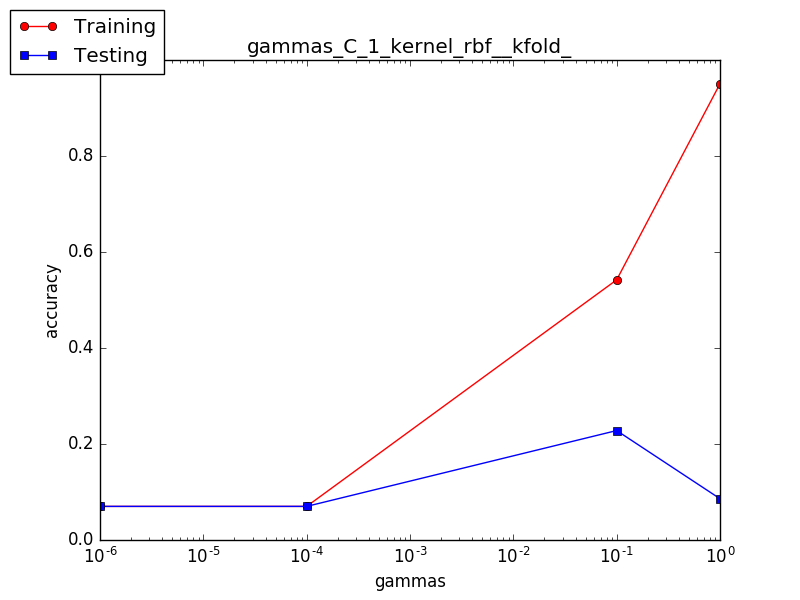 Training
Testing
gammas_C_1_kernel_rbf__kfold_
0.8
0.6
0.4
0.2
0.0
accuracy
10^-6 10^-5 10^-4 10^-3 10^-2 10^-1 10^0
gammas